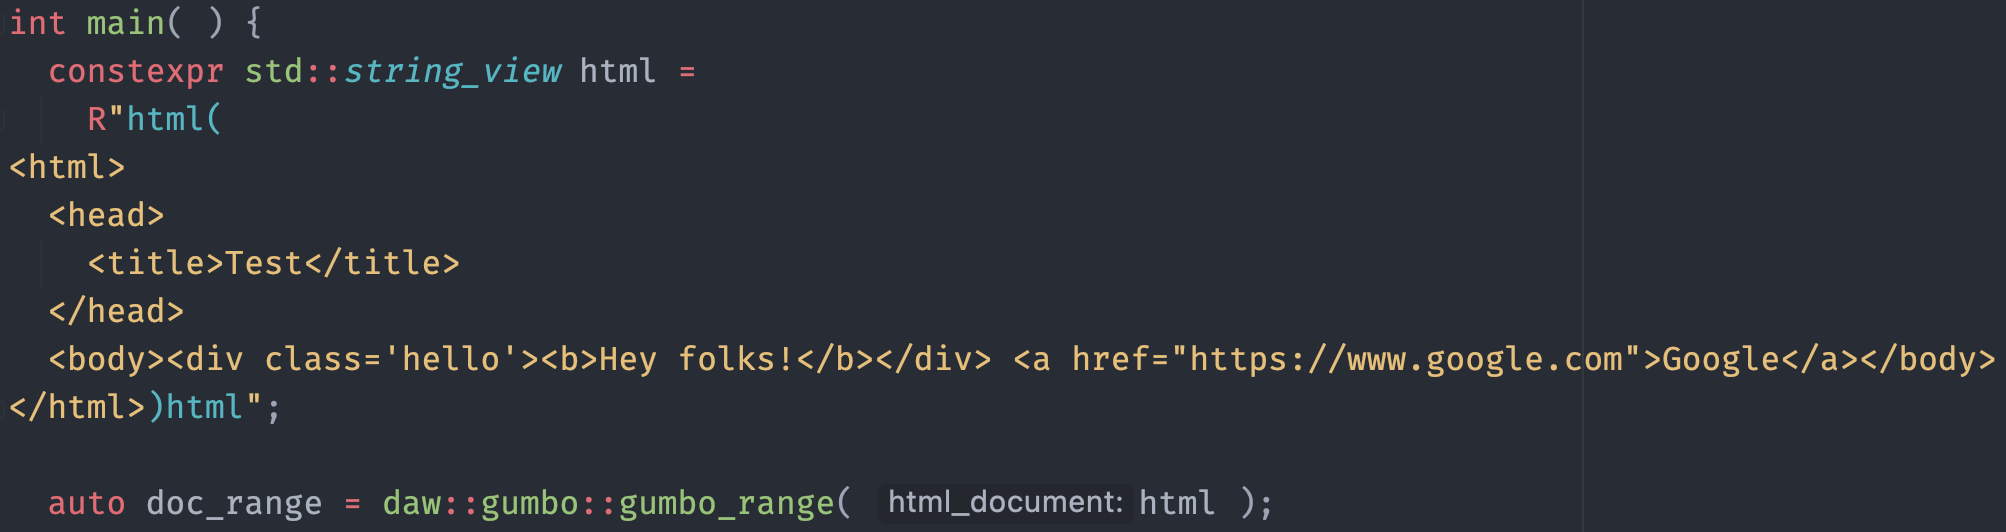 int main( ) {
  constexpr std::string_view html =
    R"html(
<html>
  <head>
    <title>Test</title>
  </head>
  <body><div class='hello'><b>Hey folks!</b></div> <a href="https://www.google.com">Google</a></body>
</html>)html";

  auto doc_range = daw::gumbo::gumbo_range( html_document: html );